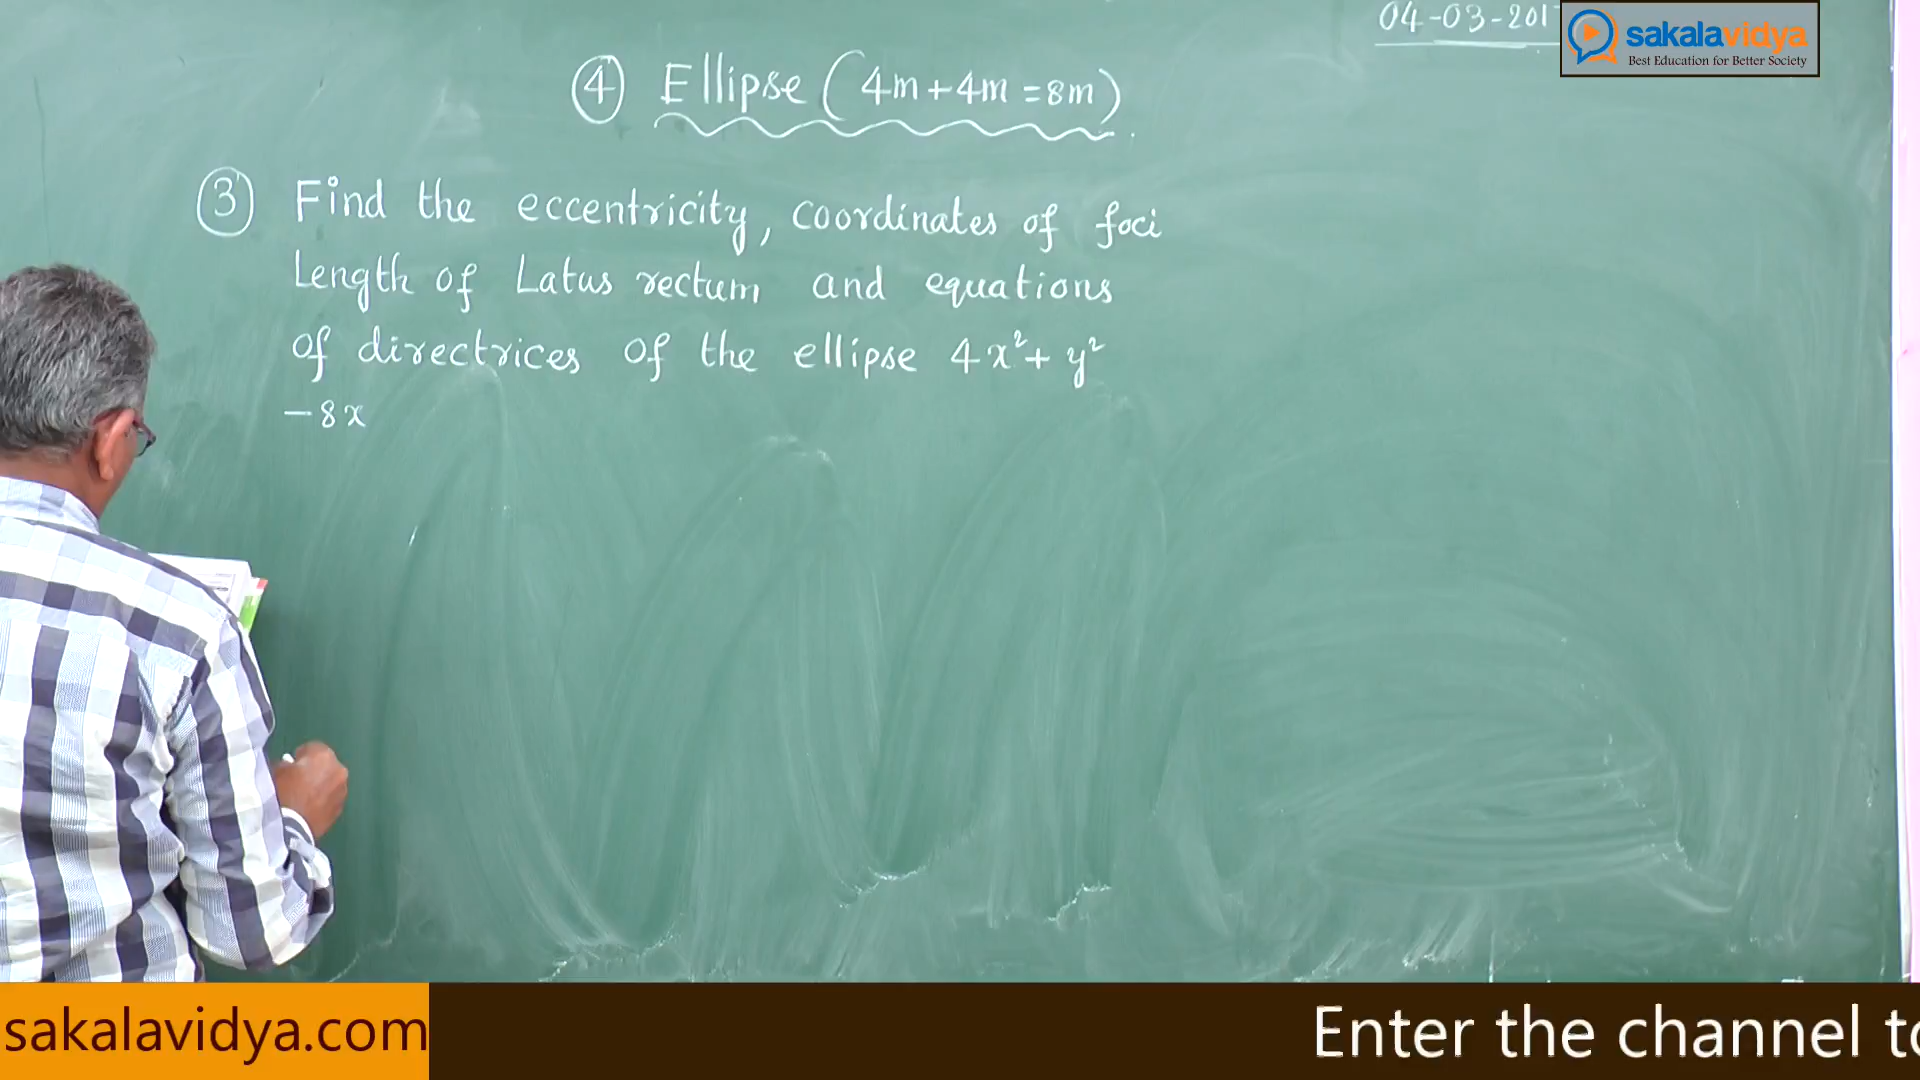 04-03-201
sakalavidya
Best Education for Better Society
④ Ellipse (4m+4m=8m)
③ Find the eccentricity, coordinates of foci
Length of Latus rectum and equations
of directrices of the ellipse 4x²+ y²
-8x
sakalavidya.com
Enter the channel to